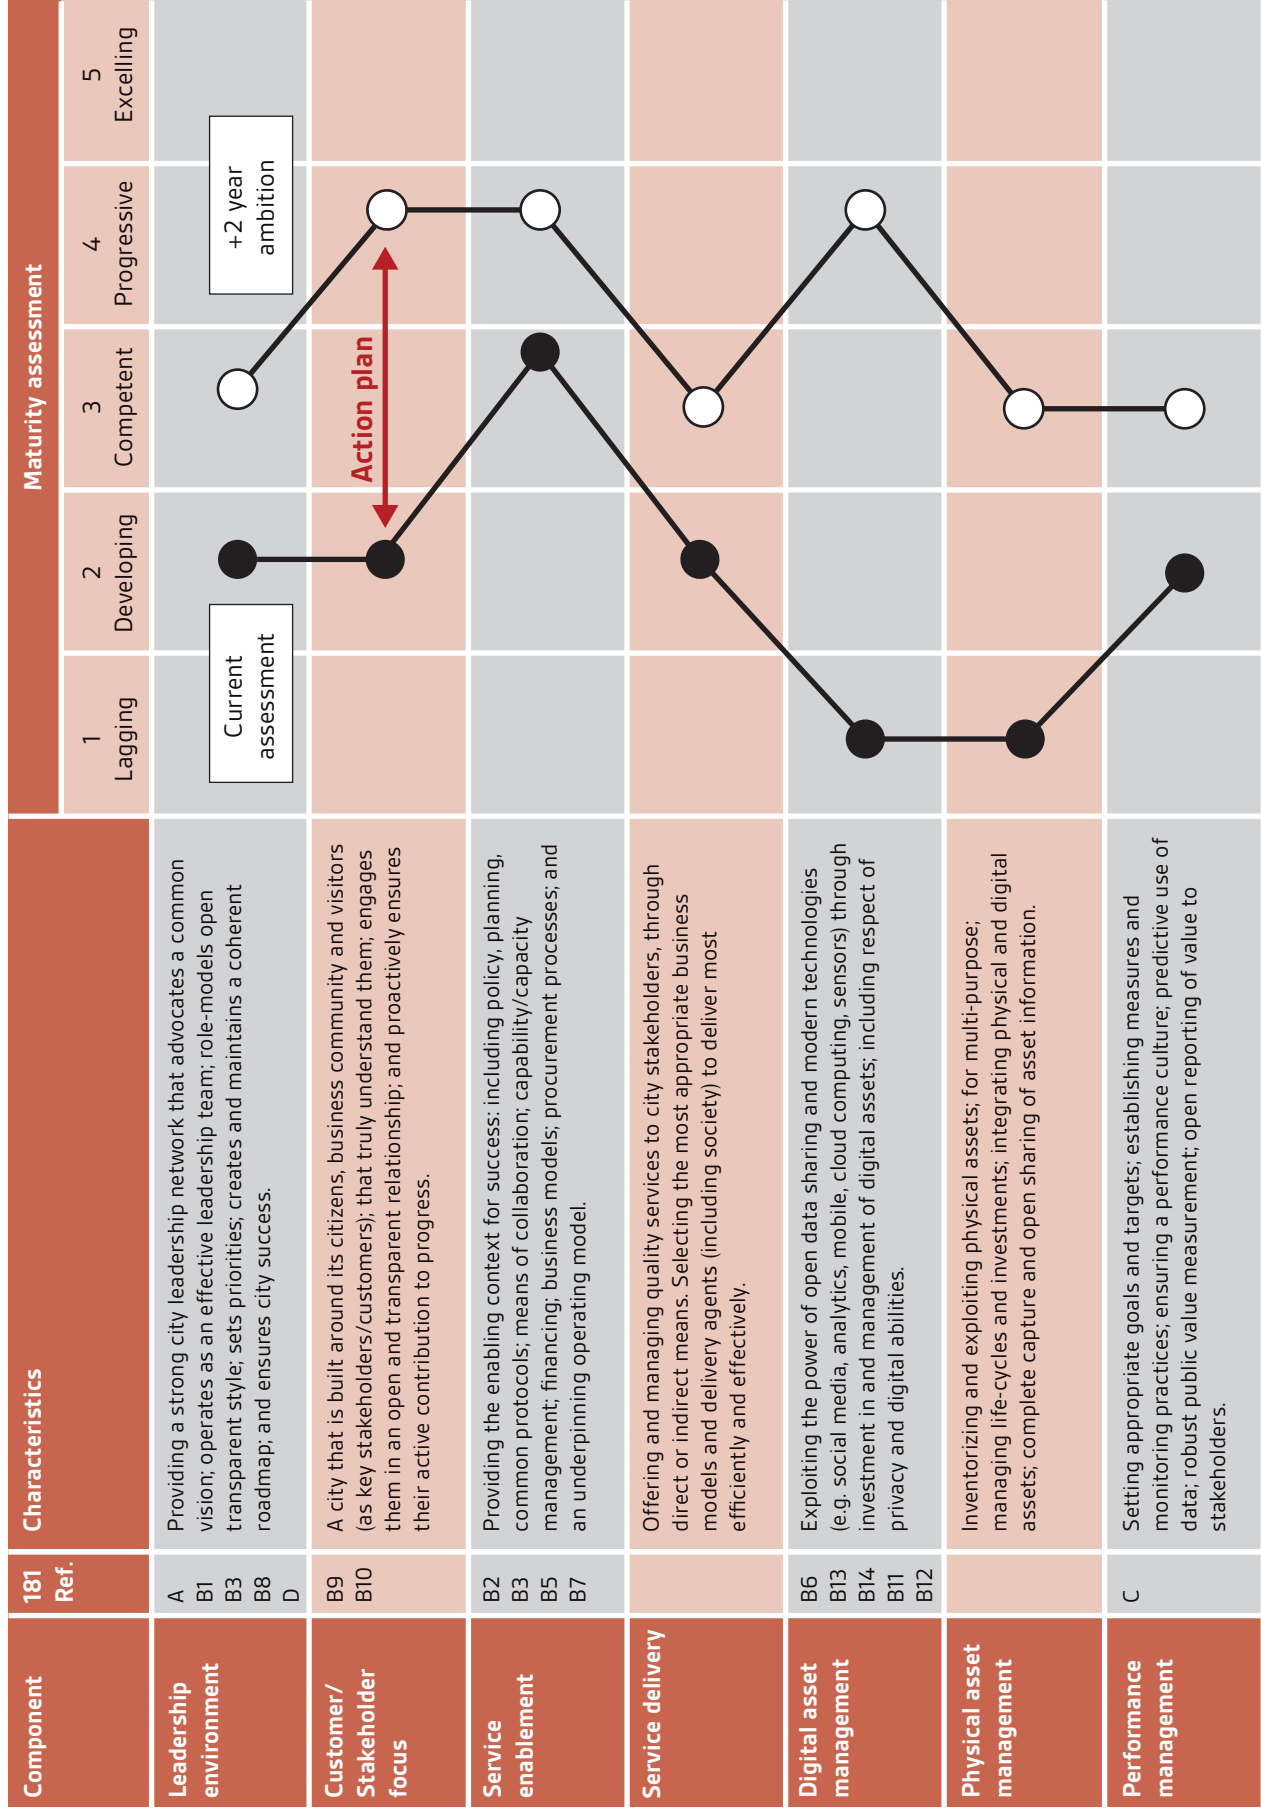 Component
181
Ref.
Characteristics
Maturity assessment
1
Lagging
2
Developing
3
Competent
4
Progressive
5
Excelling
Leadership
environment
A
B1
B3
B8
D
Providing a strong city leadership network that advocates a common
vision; operates as an effective leadership team; role-models open
transparent style; sets priorities; creates and maintains a coherent
roadmap; and ensures city success.
Current
assessment
+2 year
ambition
Customer/
Stakeholder
focus
B9
B10
A city that is built around its citizens, business community and visitors
(as key stakeholders/customers); that truly understand them; engages
them in an open and transparent relationship; and proactively ensures
their active contribution to progress.
Action plan
Service
enablement
B2
B3
B5
B7
Providing the enabling context for success: including policy, planning,
common protocols; means of collaboration; capability/capacity
management; financing; business models; procurement processes; and
an underpinning operating model.
Service delivery
Offering and managing quality services to city stakeholders, through
direct or indirect means. Selecting the most appropriate business
models and delivery agents (including society) to deliver most
efficiently and effectively.
Digital asset
management
B6
B13
B14
B11
B12
Exploiting the power of open data sharing and modern technologies
(e.g. social media, analytics, mobile, cloud computing, sensors) through
investment in and management of digital assets; including respect of
privacy and digital abilities.
Physical asset
management
Inventorizing and exploiting physical assets; for multi-purpose;
managing life-cycles and investments; integrating physical and digital
assets; complete capture and open sharing of asset information.
Performance
management
C
Setting appropriate goals and targets; establishing measures and
monitoring practices; ensuring a performance culture; predictive use of
data; robust public value measurement; open reporting of value to
stakeholders.